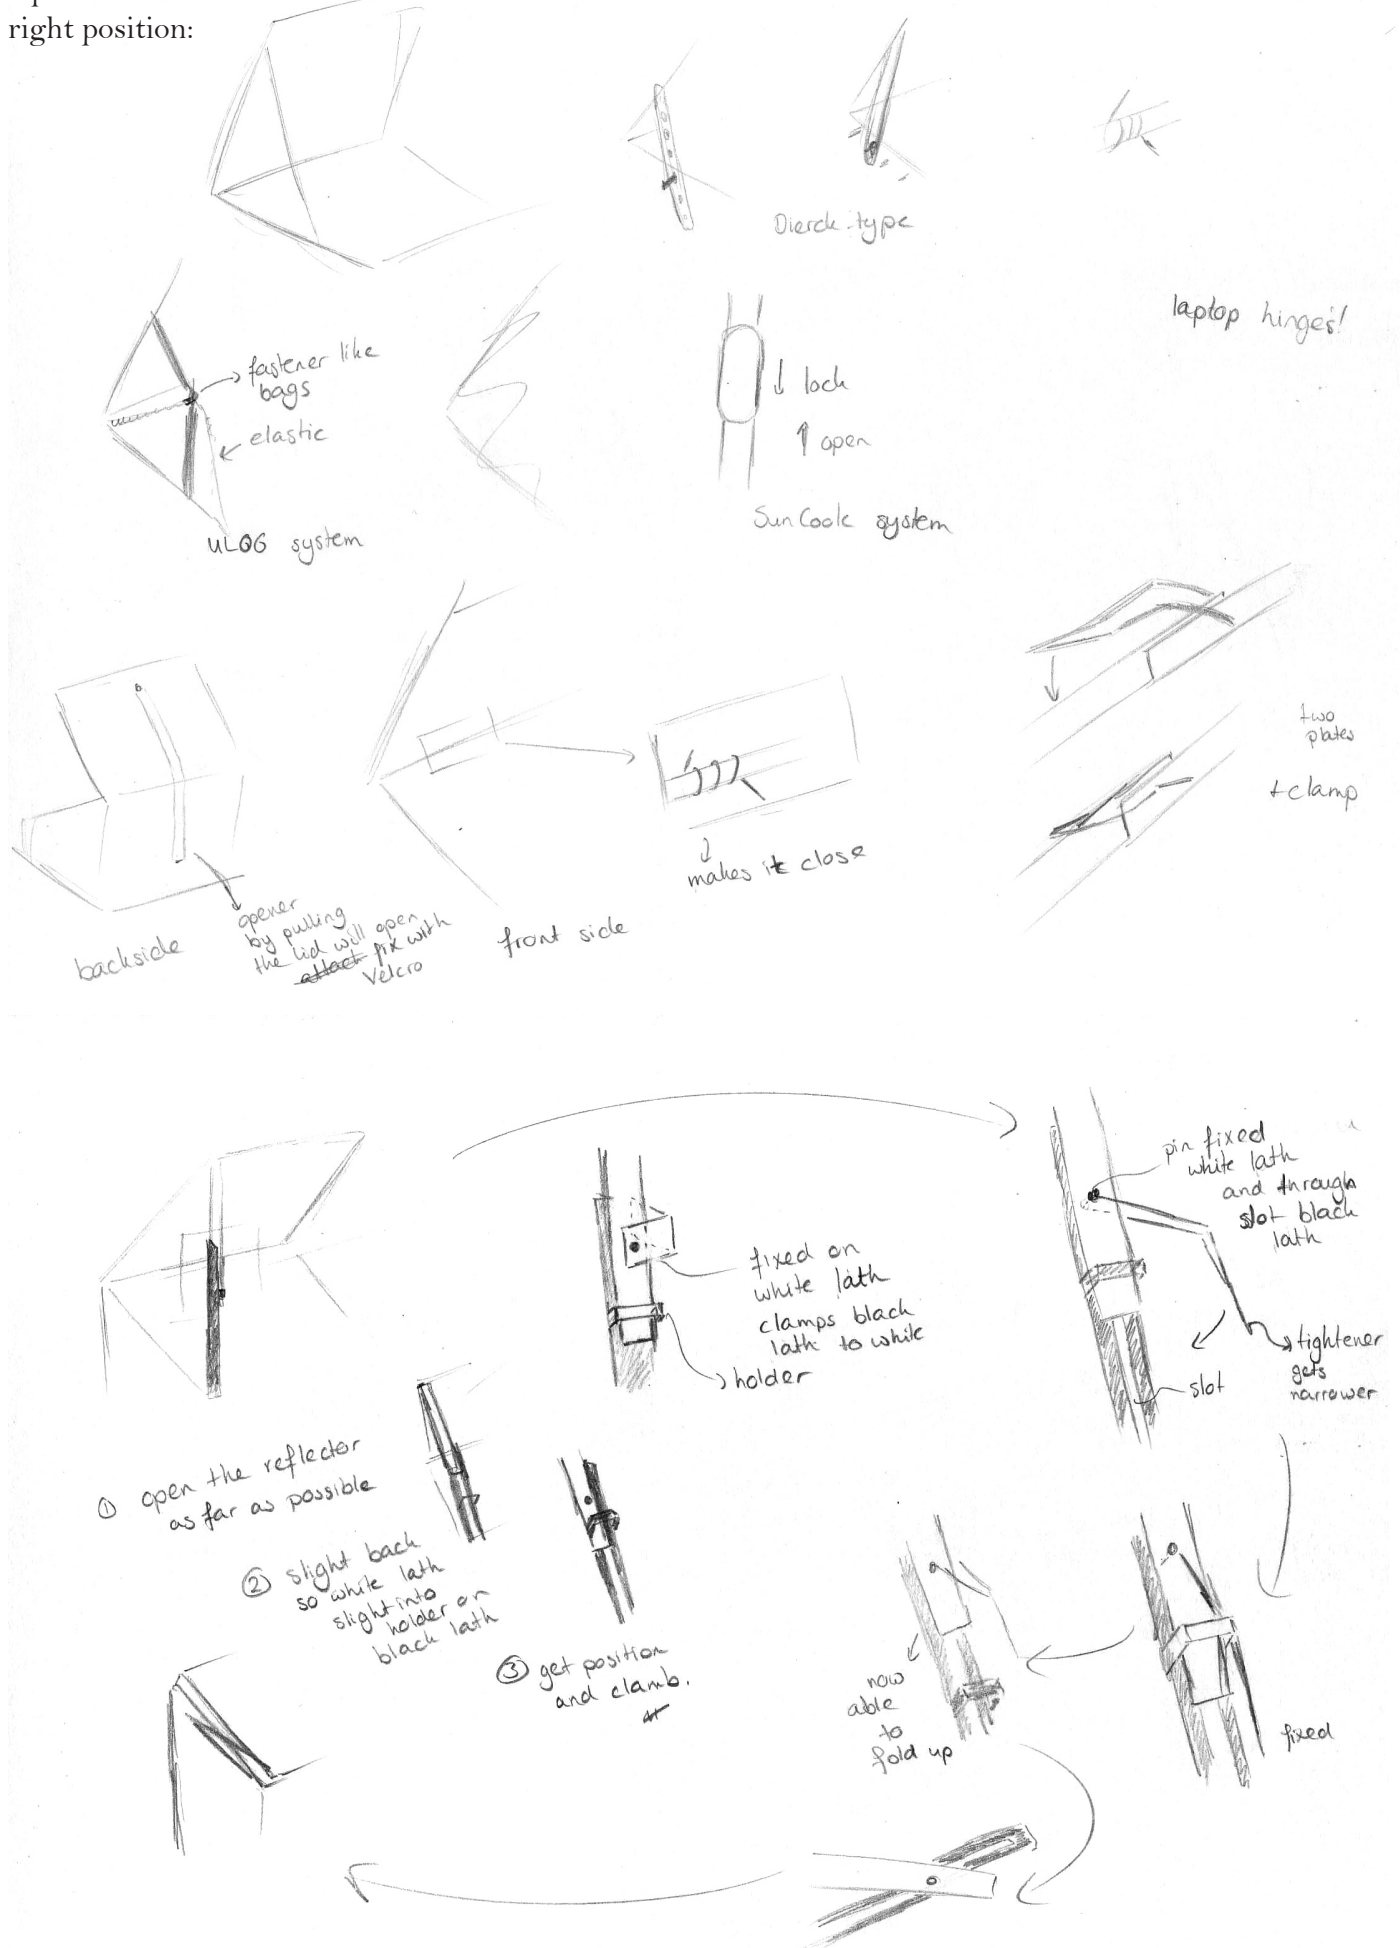 right position:
Dierck-type
laptop hinges!
fastener like
bags
elastic
ULOG system
lock
open
SunCook system
two
plates
+clamp
makes it close
opener
by pulling
the lid will open
attach fix with
Velcro
backside
front side
pin fixed
white lath
and through
slot black
lath
fixed on
white lath
clamps black
lath to white
holder
slot
tightener
gets
narrower
① open the reflector
as far as possible
② slight back
so white lath
slight into
holder on
black lath
③ get position
and clamb.
now
able
to
fold up
fixed